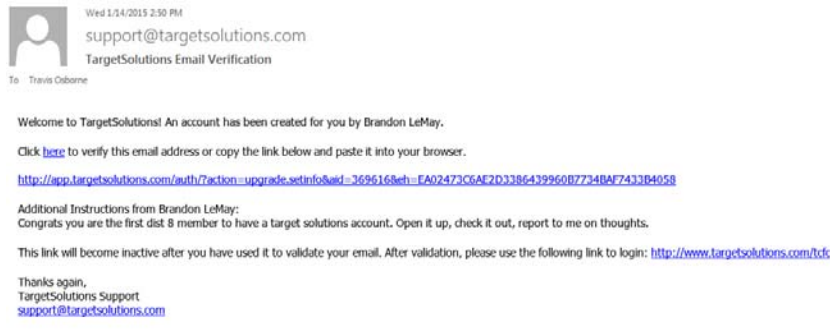 Wed 1/14/2015 2:50 PM
support@targetsolutions.com
TargetSolutions Email Verification
To Travis Osborne
Welcome to TargetSolutions! An account has been created for you by Brandon LeMay.
Click here to verify this email address or copy the link below and paste it into your browser.
http://app.targetsolutions.com/auth/?action=upgrade.setinfo&aid=369616&eh=EA02473C6AE2D3386439960B7734BAF7433B4058
Additional Instructions from Brandon LeMay:
Congrats you are the first dist 8 member to have a target solutions account. Open it up, check it out, report to me on thoughts.
This link will become inactive after you have used it to validate your email. After validation, please use the following link to login: http://www.targetsolutions.com/tcfc
Thanks again,
TargetSolutions Support
support@targetsolutions.com